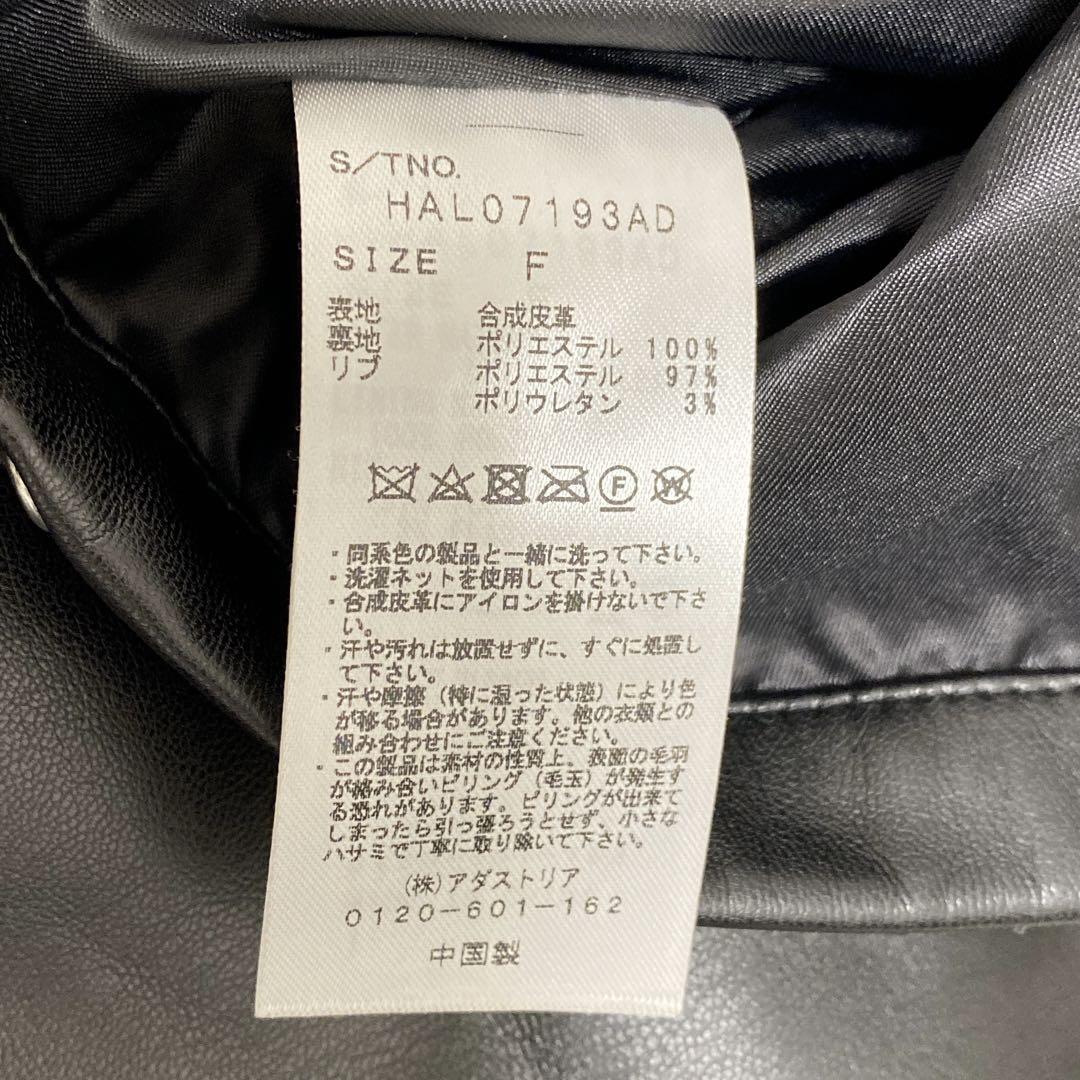 S/TNO.
HAL07193AD
SIZE F
表地 合成皮革
裏地 ポリエステル 100%
リブ ポリエステル 97%
ポリウレタン 3%
F W
・同系色の製品と一緒に洗って下さい。
・洗濯ネットを使用して下さい。
・合成皮革にアイロンを掛けないで下さ
い。
・汗や汚れは放置せずに、すぐに処置し
て下さい。
・汗や摩擦（特に湿った状態）により色
が移る場合があります。他の衣類との
組み合わせにご注意ください。
・この製品は素材の性質上、表面の毛羽
が絡み合いピリング（毛玉）が発生す
る恐れがあります。ピリングが出来て
しまったら引っ張ろうとせず、小さな
ハサミで丁寧に取り除いて下さい。
(株)アダストリア
0120-601-162
中国製